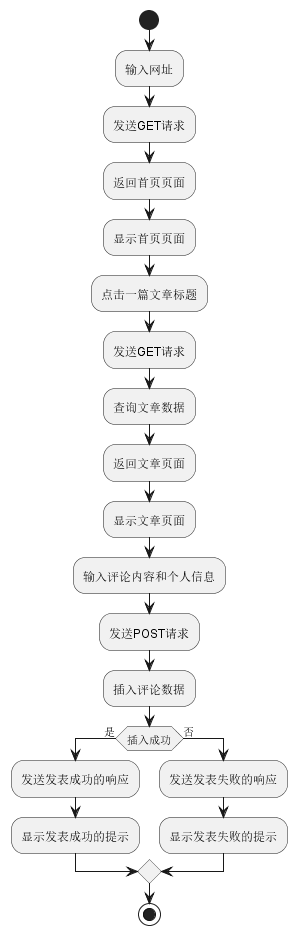 输入网址
发送GET请求
返回首页页面
显示首页页面
点击一篇文章标题
发送GET请求
查询文章数据
返回文章页面
显示文章页面
输入评论内容和个人信息
发送POST请求
插入评论数据
是
插入成功
否
发送发表成功的响应
发送发表失败的响应
显示发表成功的提示
显示发表失败的提示